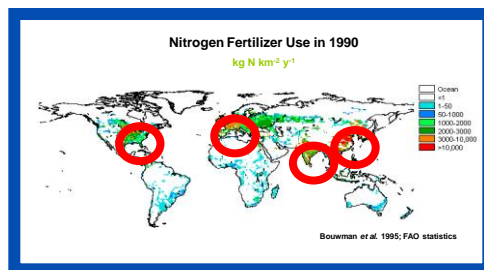 Nitrogen Fertilizer Use in 1990
kg N km-2 y-1
Ocean
<1
1-50
50-1000
1000-2000
2000-3000
3000-10,000
>10,000
Bouwman et al. 1995; FAO statistics